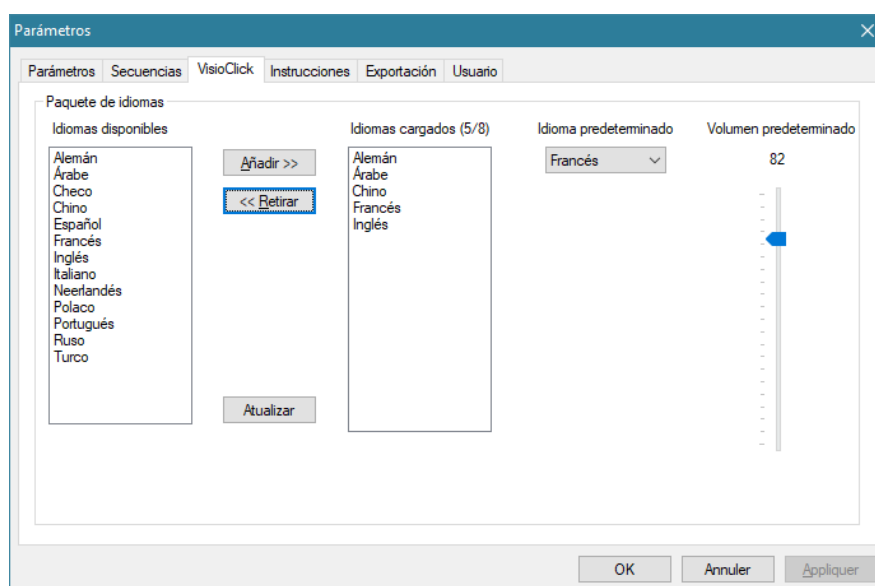 Parámetros
Parámetros Secuencias VisioClick Instrucciones Exportación Usuario
Paquete de idiomas
Idiomas disponibles
Alemán
Árabe
Checo
Chino
Español
Francés
Inglés
Italiano
Neerlandés
Polaco
Portugués
Ruso
Turco
Añadir >>
<< Retirar
Atualizar
Idiomas cargados (5/8)
Alemán
Árabe
Chino
Francés
Inglés
Idioma predeterminado
Francés
Volumen predeterminado
82
OK Annuler Appliquer